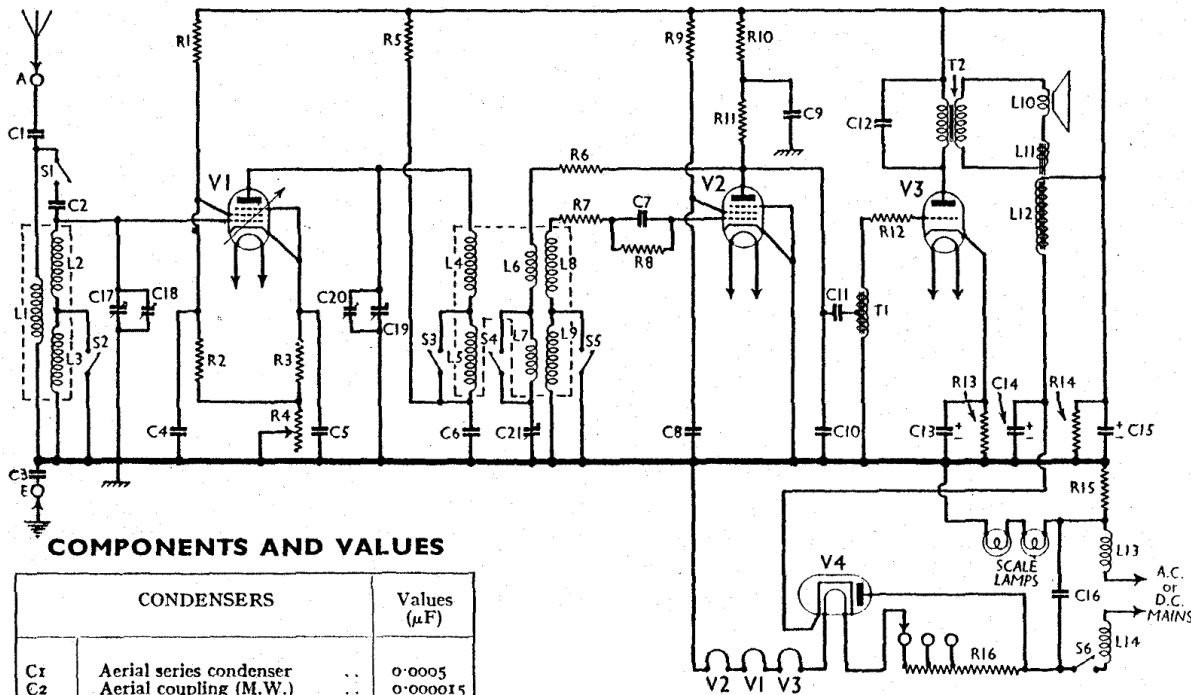 R1
R5
R9
R10
A
T2
L10
C1
S1
C2
V1
R6
R11
C9
C12
L11
V2
V3
L12
R7
C7
R8
R12
L2
L4
L6
L8
L1
C17
C18
C20
C19
C11
T1
L3
S2
R2
R3
S3
L5
S4
L7
L9
S5
R4
R13
C14
R14
C4
C5
C6
C21
C8
C10
C13
+
-
+
-
+
-
C15
C3
E
R15
COMPONENTS AND VALUES
SCALE
LAMPS
L13
V4
C16
A.C.
or
D.C.
MAINS
CONDENSERS
Values
(μF)
S6
L14
R16
V2 V1 V3
C1 Aerial series condenser .. 0·0005
C2 Aerial coupling (M.W.) .. 0·000015